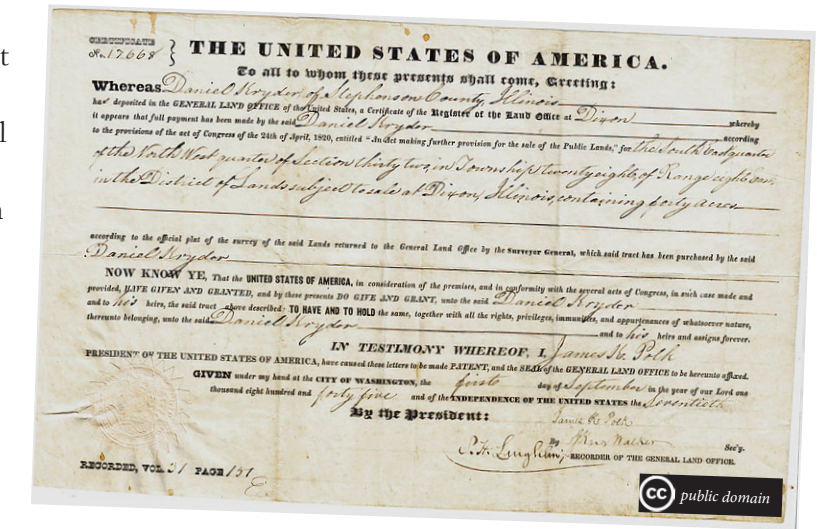 CERTIFICATE
No. 17668
THE UNITED STATES OF AMERICA.
To all to whom these presents shall come, Greeting:
Whereas Daniel Kryder, of Stephenson County, Illinois
has deposited in the GENERAL LAND OFFICE of the United States, a Certificate of the Register of the Land Office at Dixon whereby
it appears that full payment has been made by the said Daniel Kryder according
to the provisions of the act of Congress of the 24th of April, 1820, entitled "An act making further provision for the sale of the Public Lands," for the South East quarter
of the North West quarter of Section thirty two, in Township twenty eight, of Range eight East
in the District of Lands subject to sale at Dixon, Illinois, containing forty acres
according to the official plat of the survey of the said Lands returned to the General Land Office by the Surveyor General, which said tract has been purchased by the said
Daniel Kryder
NOW KNOW YE, That the UNITED STATES OF AMERICA, in consideration of the premises, and in conformity with the several acts of Congress, in such case made and
provided, HAVE GIVEN AND GRANTED, and by these presents DO GIVE AND GRANT, unto the said Daniel Kryder
and to his heirs, the said tract above described: TO HAVE AND TO HOLD the same, together with all the rights, privileges, immunities, and appurtenances of whatsoever nature,
thereunto belonging, unto the said Daniel Kryder and to his heirs and assigns forever.
IN TESTIMONY WHEREOF, I, James K. Polk
PRESIDENT OF THE UNITED STATES OF AMERICA, have caused these letters to be made PATENT, and the SEAL of the GENERAL LAND OFFICE to be hereunto affixed.
GIVEN under my hand at the CITY OF WASHINGTON, the first day of September in the year of our Lord one
thousand eight hundred and forty five and of the INDEPENDENCE OF THE UNITED STATES the Seventieth
By the President: James K. Polk
By Walker Sec'y.
RECORDER OF THE GENERAL LAND OFFICE.
RECORDED, VOL. 31 PAGE 157
cc public domain